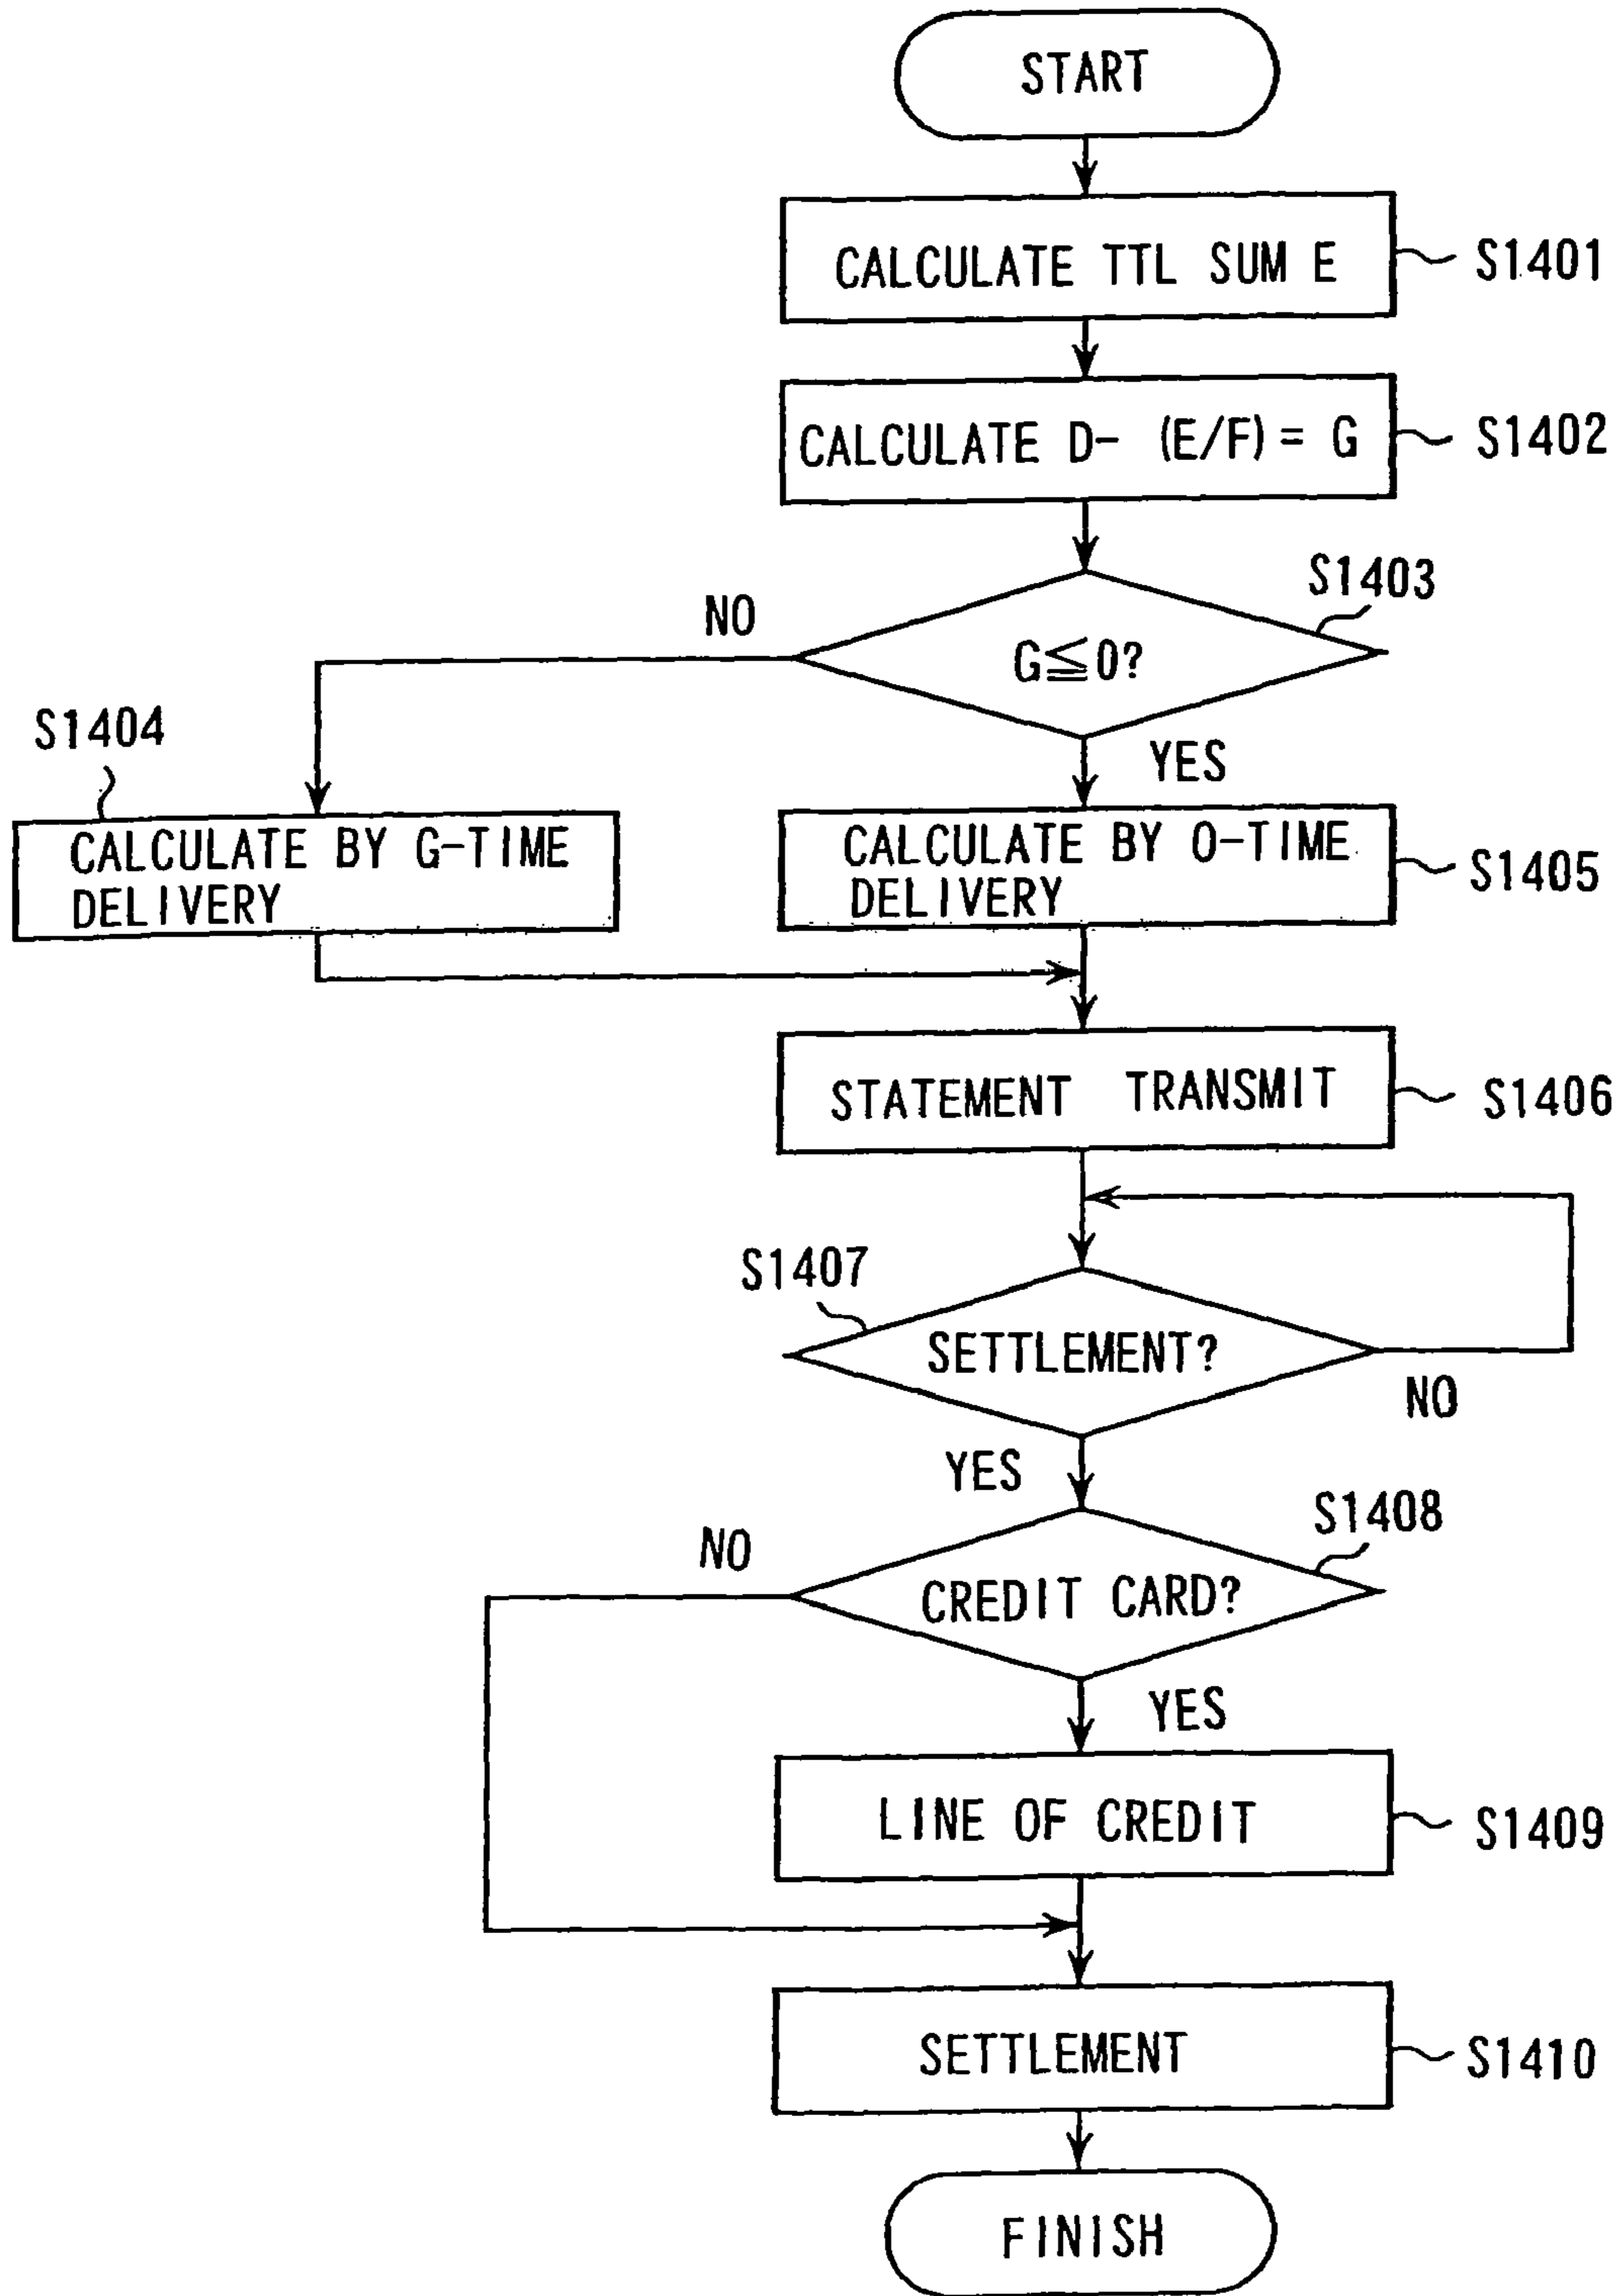 START
CALCULATE TTL SUM E
S1401
CALCULATE D- (E/F) = G
S1402
S1403
NO
G≦0?
S1404
YES
CALCULATE BY G-TIME
DELIVERY
CALCULATE BY 0-TIME
DELIVERY
S1405
STATEMENT TRANSMIT
S1406
S1407
SETTLEMENT?
NO
YES
S1408
NO
CREDIT CARD?
YES
LINE OF CREDIT
S1409
SETTLEMENT
S1410
FINISH